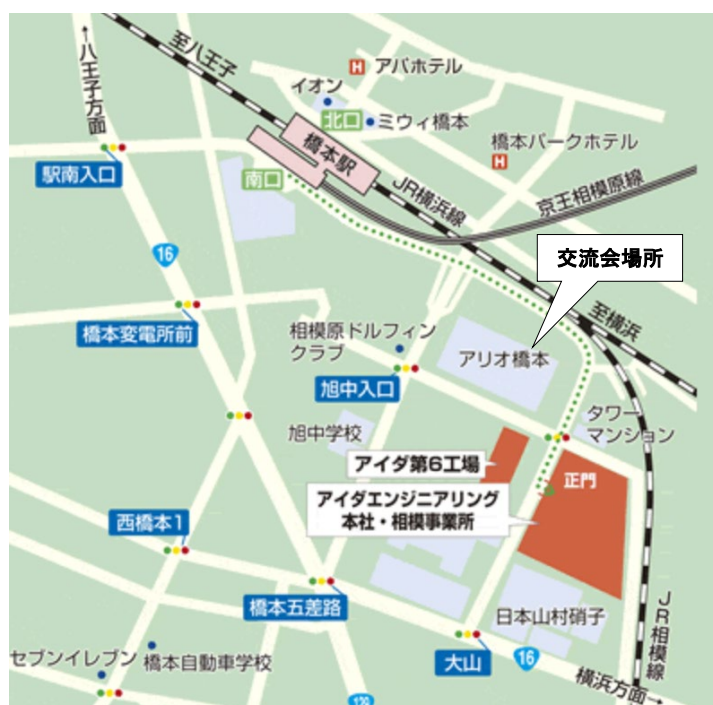 至八王子
←八王子方面
H アパホテル
イオン
北口
ミウィ橋本
橋本駅
橋本パークホテル
H
駅南入口
南口
JR横浜線
京王相模原線
16
交流会場所
至横浜
橋本変電所前
相模原ドルフィン
クラブ
アリオ橋本
旭中入口
タワー
マンション
旭中学校
アイダ第6工場
正門
アイダエンジニアリング
本社・相模事業所
西橋本1
橋本五差路
日本山村硝子
JR相模線
大山
16
セブンイレブン
橋本自動車学校
横浜方面→
129